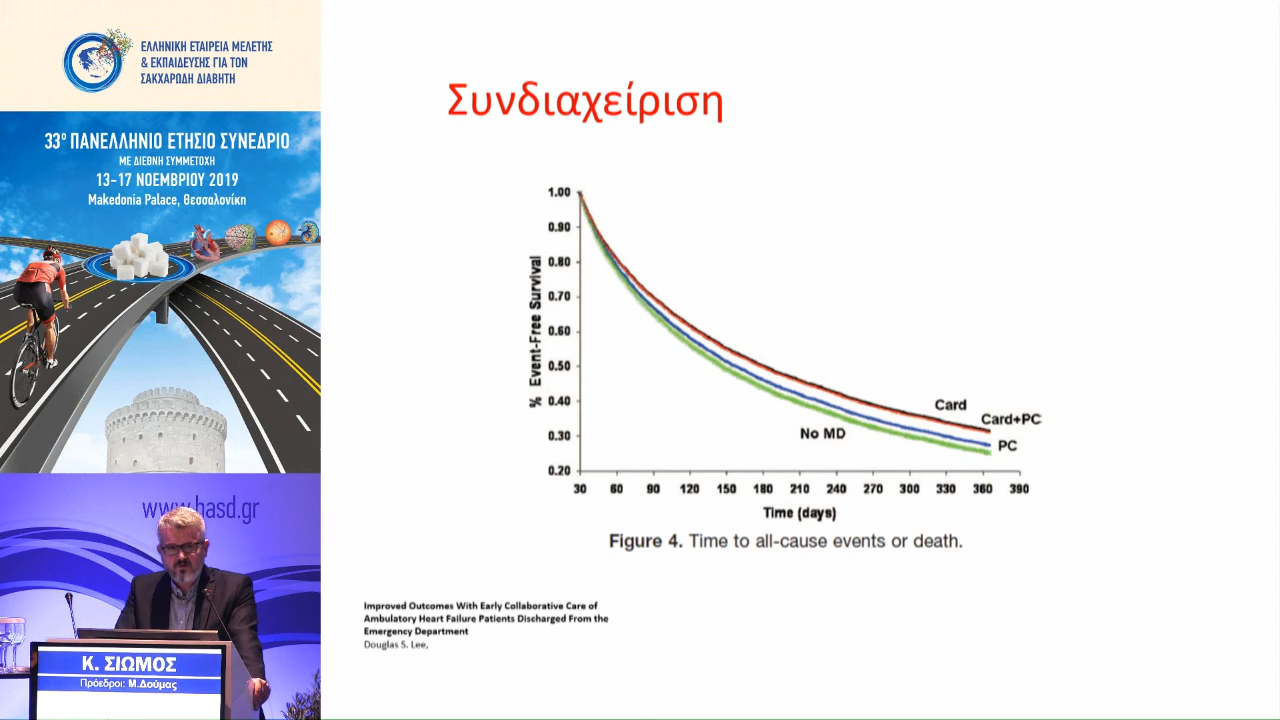 ΕΛΛΗΝΙΚΗ ΕΤΑΙΡΕΙΑ ΜΕΛΕΤΗΣ
& ΕΚΠΑΙΔΕΥΣΗΣ ΓΙΑ ΤΟΝ
ΣΑΚΧΑΡΩΔΗ ΔΙΑΒΗΤΗ
33ο ΠΑΝΕΛΛΗΝΙΟ ΕΤΗΣΙΟ ΣΥΝΕΔΡΙΟ
ΜΕ ΔΙΕΘΝΗ ΣΥΜΜΕΤΟΧΗ
13-17 ΝΟΕΜΒΡΙΟΥ 2019
Makedonia Palace, Θεσσαλονίκη
www.hasd.gr
Κ. ΣΙΩΜΟΣ
Πρόεδροι: Μ.Δούμας
Συνδιαχείριση
% Event-Free Survival
1.00
0.90
0.80
0.70
0.60
0.50
0.40
0.30
0.20
Card
Card+PC
No MD
PC
30 60 90 120 150 180 210 240 270 300 330 360 390
Time (days)
Figure 4. Time to all-cause events or death.
Improved Outcomes With Early Collaborative Care of
Ambulatory Heart Failure Patients Discharged From the
Emergency Department
Douglas S. Lee,